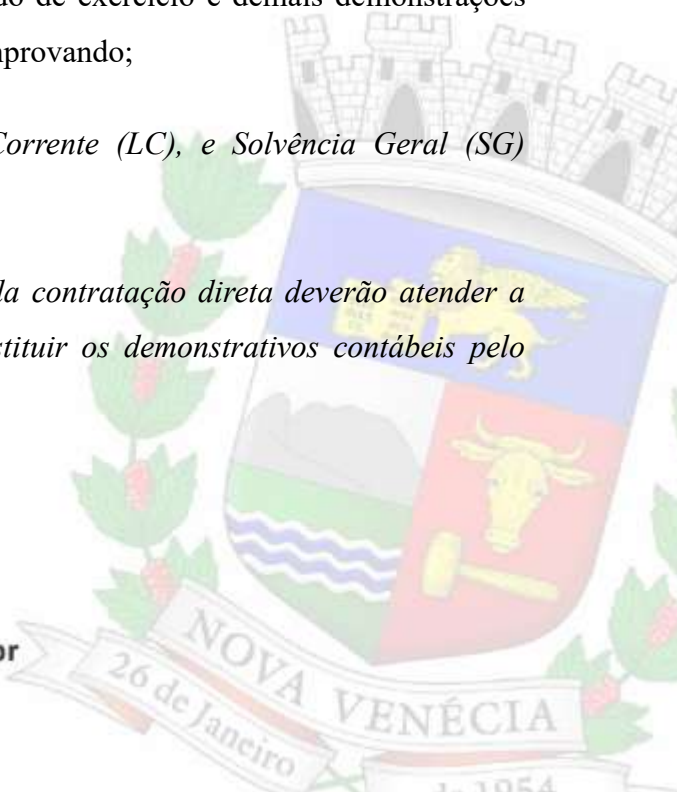 do de exercício e demais demonstrações
nprovando;
Corrente (LC), e Solvência Geral (SG)
da contratação direta deverão atender a
stituir os demonstrativos contábeis pelo
or
NOVA VENÉCIA
26 de Janeiro
de 1954